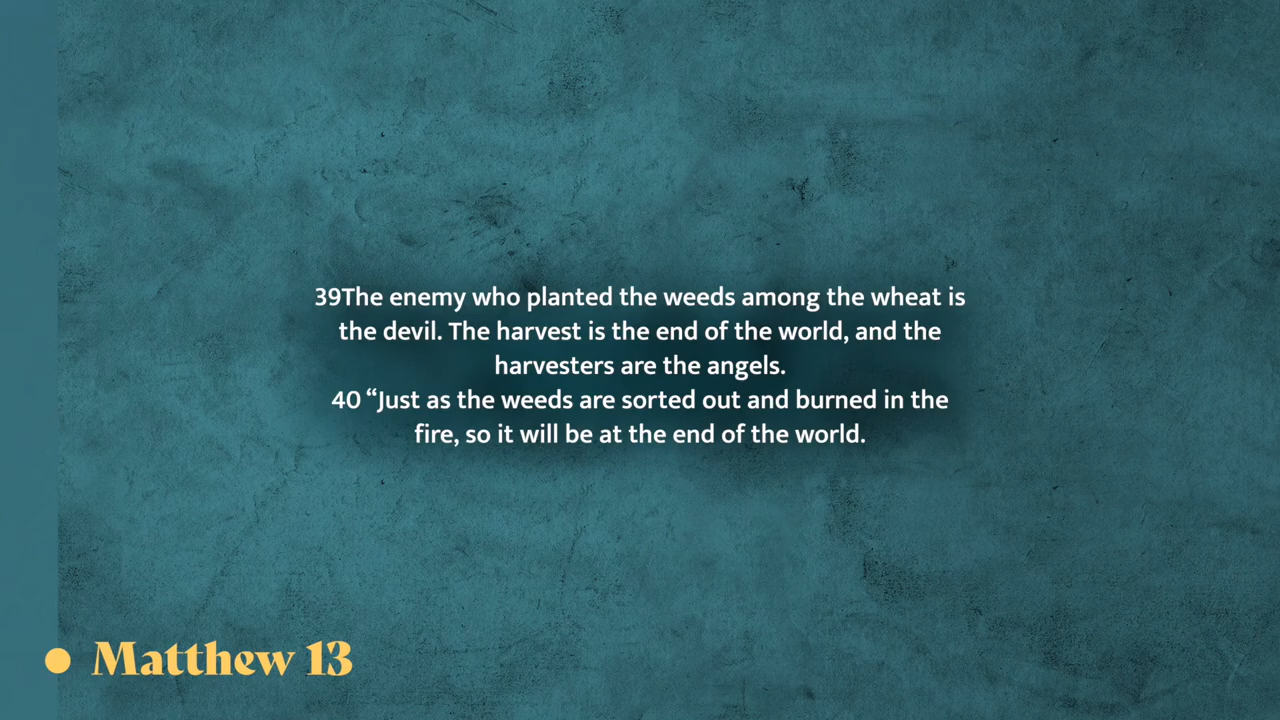 39The enemy who planted the weeds among the wheat is
the devil. The harvest is the end of the world, and the
harvesters are the angels.
40 “Just as the weeds are sorted out and burned in the
fire, so it will be at the end of the world.
Matthew 13